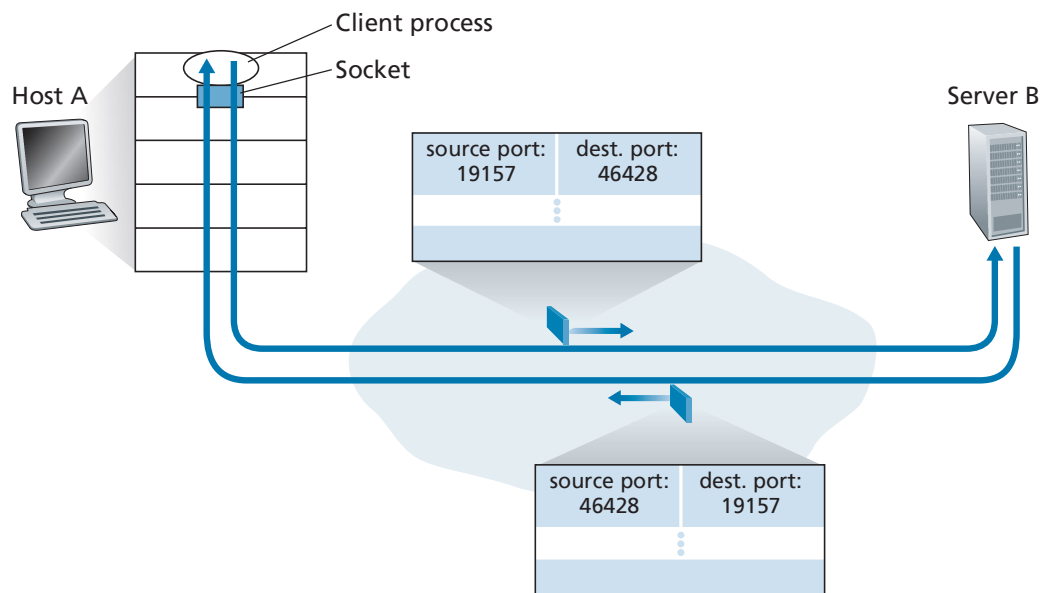 Client process
Socket
Host A
Server B
source port: dest. port:
19157 46428
source port: dest. port:
46428 19157